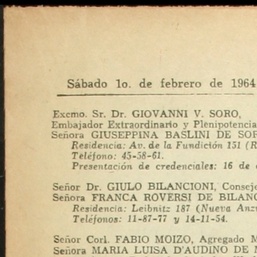 Sábado 1o. de febrero de 1964
Excmo. Sr. Dr. GIOVANNI V. SORO,
Embajador Extraordinario y Plenipotencia
Señora GIUSEPPINA BASLINI DE SOR
Residencia: Av. de la Fundición 151 (R
Teléfono: 45-58-61.
Presentación de credenciales: 16 de
Señor Dr. GIULO BILANCIONI, Consej
Señora FRANCA ROVERSI DE BILANC
Residencia: Leibnitz 187 (Nueva Anz
Teléfonos: 11-87-77 y 14-11-54.
Señor Corl. FABIO MOIZO, Agregado M
Señora MARIA LUISA D'AUDINO DE M